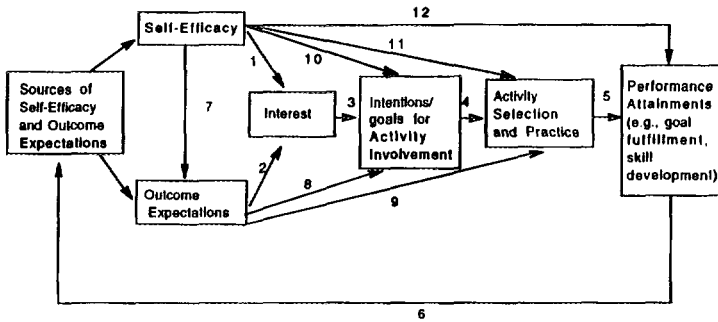 12
Self-Efficacy
11
1
10
Sources of
Self-Efficacy
and Outcome
Expectations
7
Interest
3
Intentions/
goals for
Activity
Involvement
4
Activity
Selection
and Practice
5
Performance
Attainments
(e.g., goal
fulfillment,
skill
development)
2
Outcome
Expectations
8
9
6